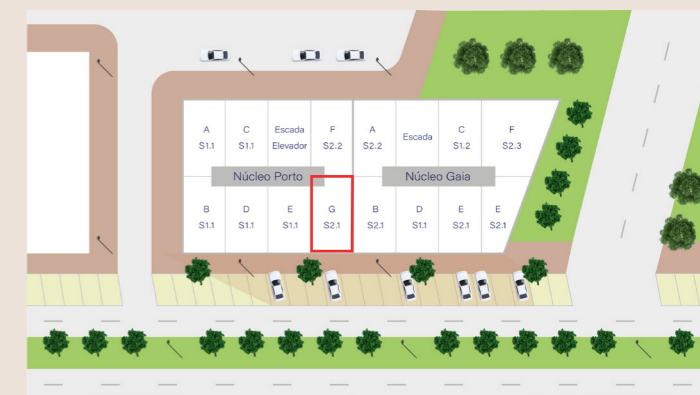 A C Escada F A Escada C F
S1.1 S1.1 Elevador S2.2 S2.2 S1.2 S2.3
Núcleo Porto Núcleo Gaia
B D E G B D E E
S1.1 S1.1 S1.1 S2.1 S2.1 S1.1 S2.1 S2.1